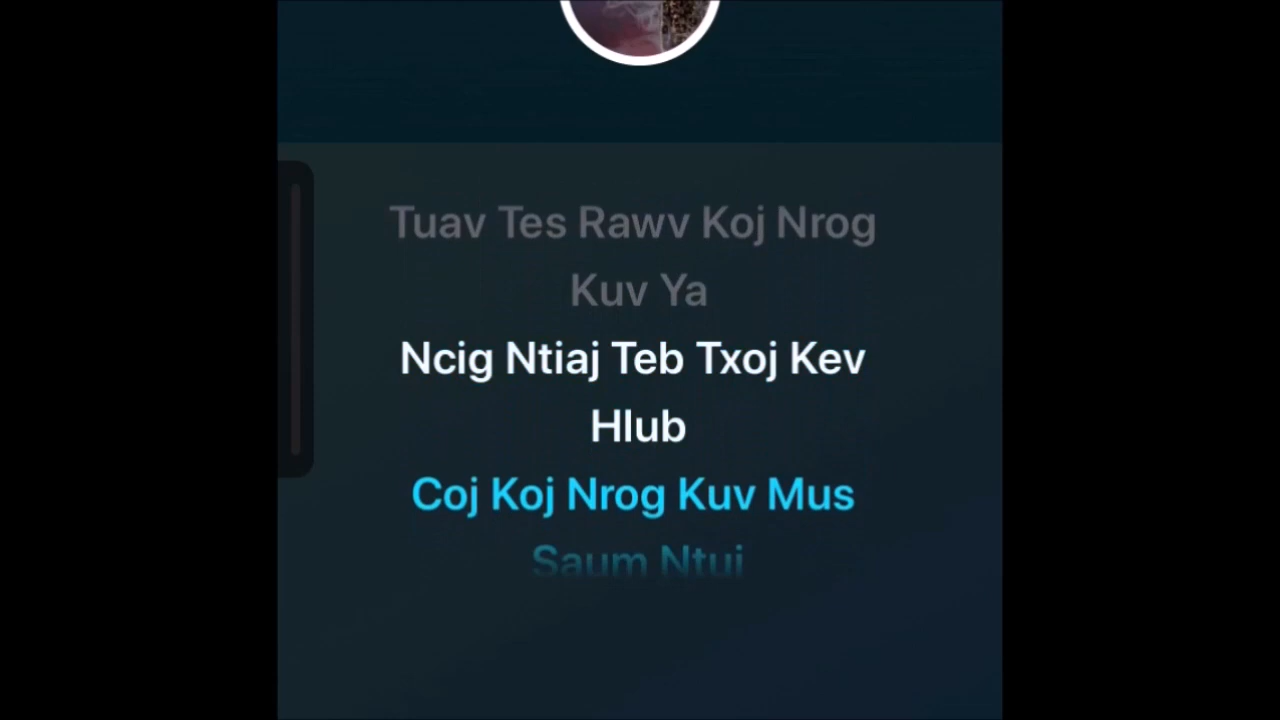 Tuav Tes Rawv Koj Nrog
Kuv Ya
Ncig Ntiaj Teb Txoj Kev
Hlub
Coj Koj Nrog Kuv Mus
Saum Ntuj